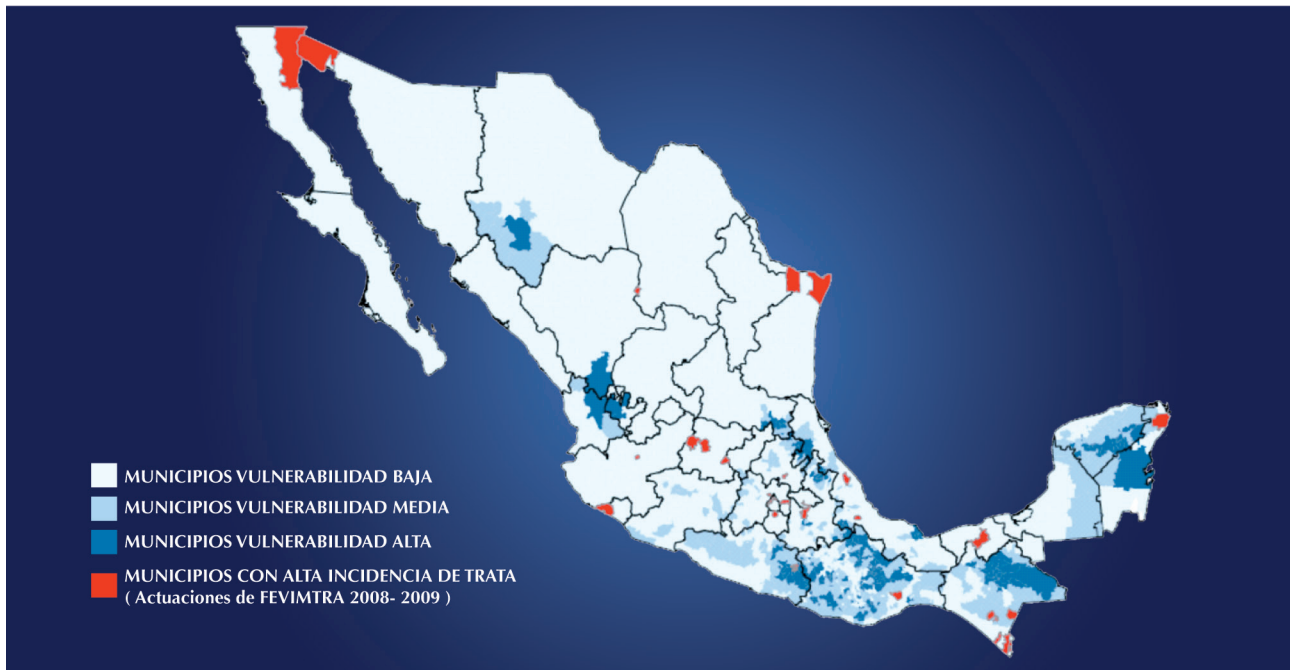 MUNICIPIOS VULNERABILIDAD BAJA
MUNICIPIOS VULNERABILIDAD MEDIA
MUNICIPIOS VULNERABILIDAD ALTA
MUNICIPIOS CON ALTA INCIDENCIA DE TRATA
( Actuaciones de FEVIMTRA 2008- 2009 )